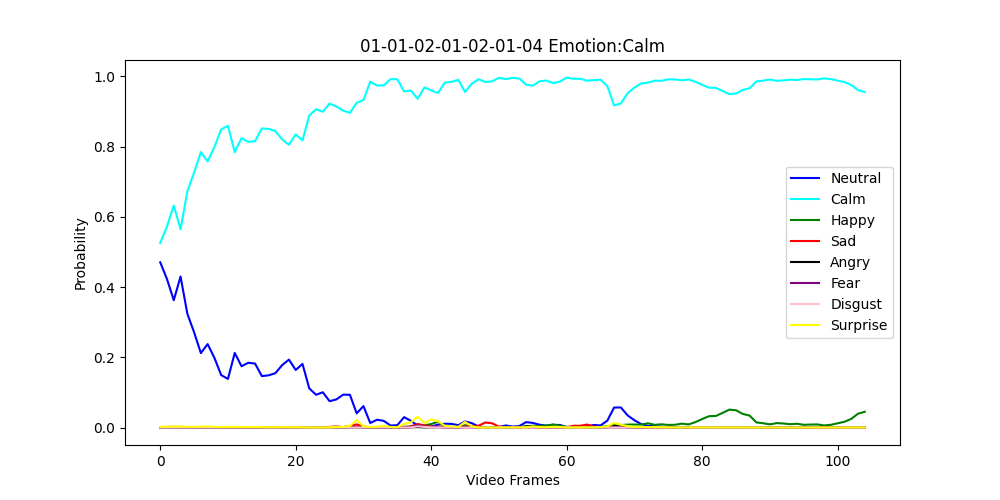 01-01-02-01-02-01-04 Emotion:Calm
Probability
1.0
0.8
0.6
0.4
0.2
0.0
0 20 40 60 80 100
Video Frames
Neutral
Calm
Happy
Sad
Angry
Fear
Disgust
Surprise